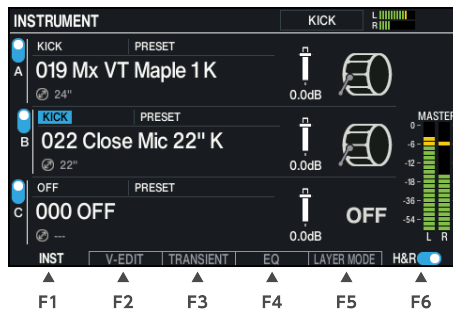 INSTRUMENT KICK L R
KICK PRESET
A 019 Mx VT Maple 1 K
24" 0.0dB
KICK PRESET MASTER
B 022 Close Mic 22" K
22" 0.0dB
OFF PRESET
C 000 OFF OFF
--- 0.0dB
0-
-6-
-12-
-18-
-36-
-54-
L R
INST V-EDIT TRANSIENT EQ LAYER MODE H&R
F1 F2 F3 F4 F5 F6